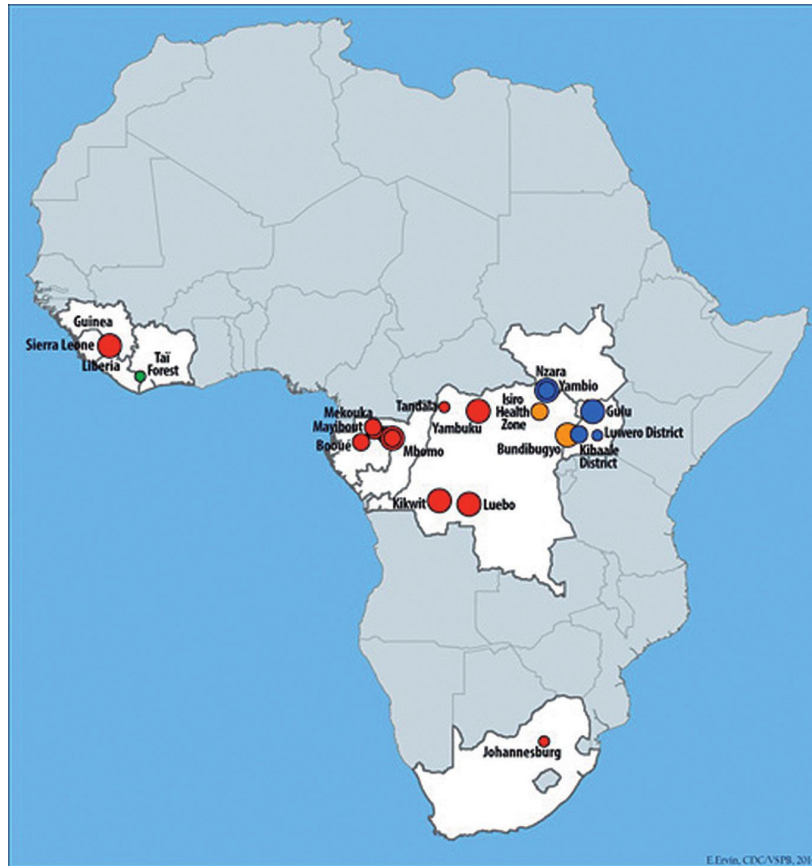 Guinea
Sierra Leone
Liberia
Taï
Forest
Nzara
Yambio
Isiro
Health
Zone
Tandala
Yambuku
Gulu
Luwero District
Bundibugyo
Kibaale
District
Mekouka
Mayibout
Booué
Mbomo
Kikwit
Luebo
Johannesburg
E.Ervin, CDC/VSPB,